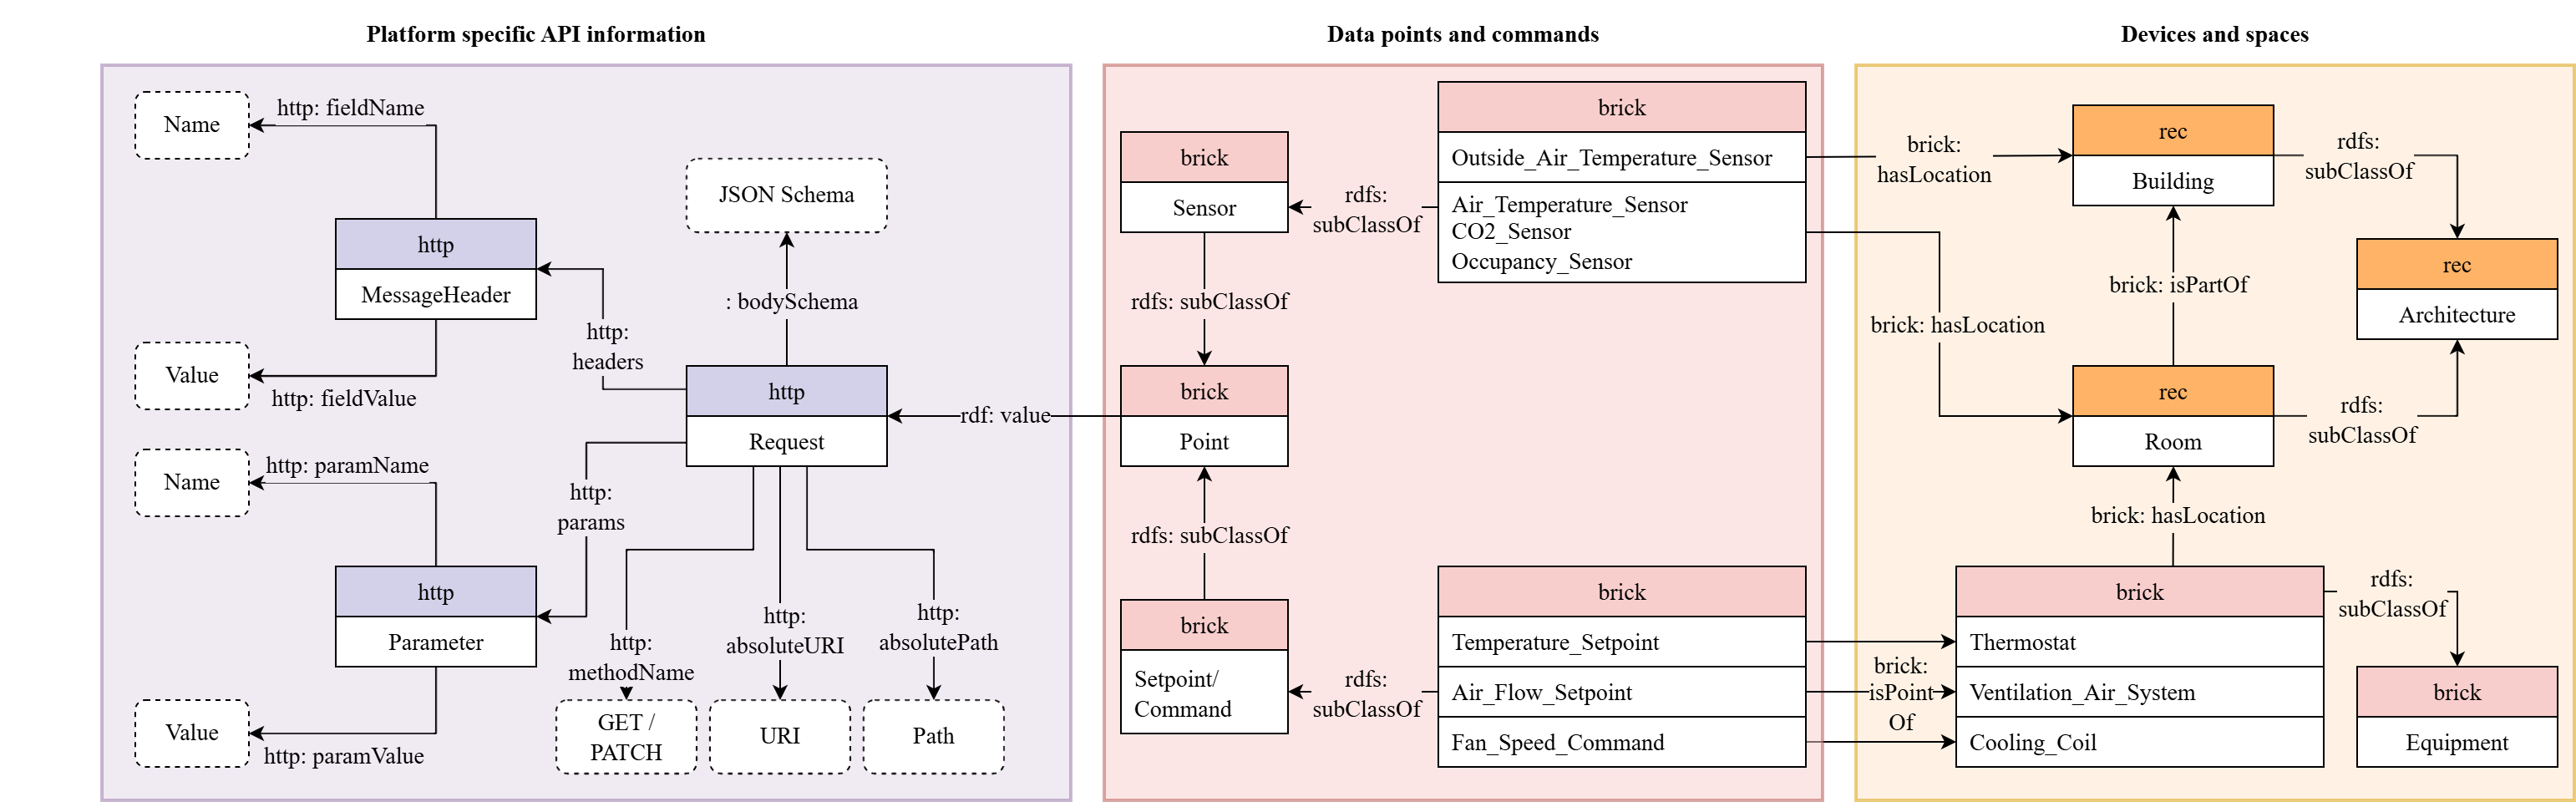 Platform specific API information
Name
http: fieldName
http
MessageHeader
Value
http: fieldValue
JSON Schema
: bodySchema
http:
headers
http
Request
Name
http: paramName
http:
params
http
Parameter
Value
http: paramValue
http:
methodName
http:
absoluteURI
http:
absolutePath
GET /
PATCH
URI
Path
rdf: value
Data points and commands
brick
Sensor
rdfs:
subClassOf
brick
Outside_Air_Temperature_Sensor
Air_Temperature_Sensor
CO2_Sensor
Occupancy_Sensor
rdfs: subClassOf
brick
Point
rdfs: subClassOf
brick
Setpoint/
Command
rdfs:
subClassOf
brick
Temperature_Setpoint
Air_Flow_Setpoint
Fan_Speed_Command
Devices and spaces
brick:
hasLocation
rec
Building
rdfs:
subClassOf
rec
Architecture
brick: isPartOf
brick: hasLocation
rec
Room
rdfs:
subClassOf
brick: hasLocation
brick:
isPoint
Of
brick
Thermostat
Ventilation_Air_System
Cooling_Coil
rdfs:
subClassOf
brick
Equipment